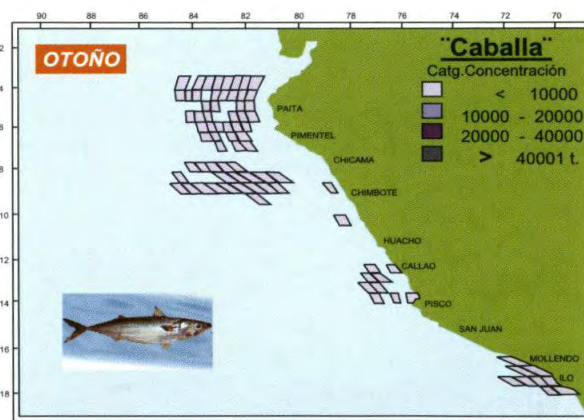 90 88 86 84 82 80 78 76 74 72 70
2
4
6
8
10
12
14
16
18
OTOÑO
¨Caballa¨
Catg.Concentración
< 10000
10000 - 20000
20000 - 40000
> 40001 t.
PAITA
PIMENTEL
CHICAMA
CHIMBOTE
HUACHO
CALLAO
PISCO
SAN JUAN
MOLLENDO
ILO